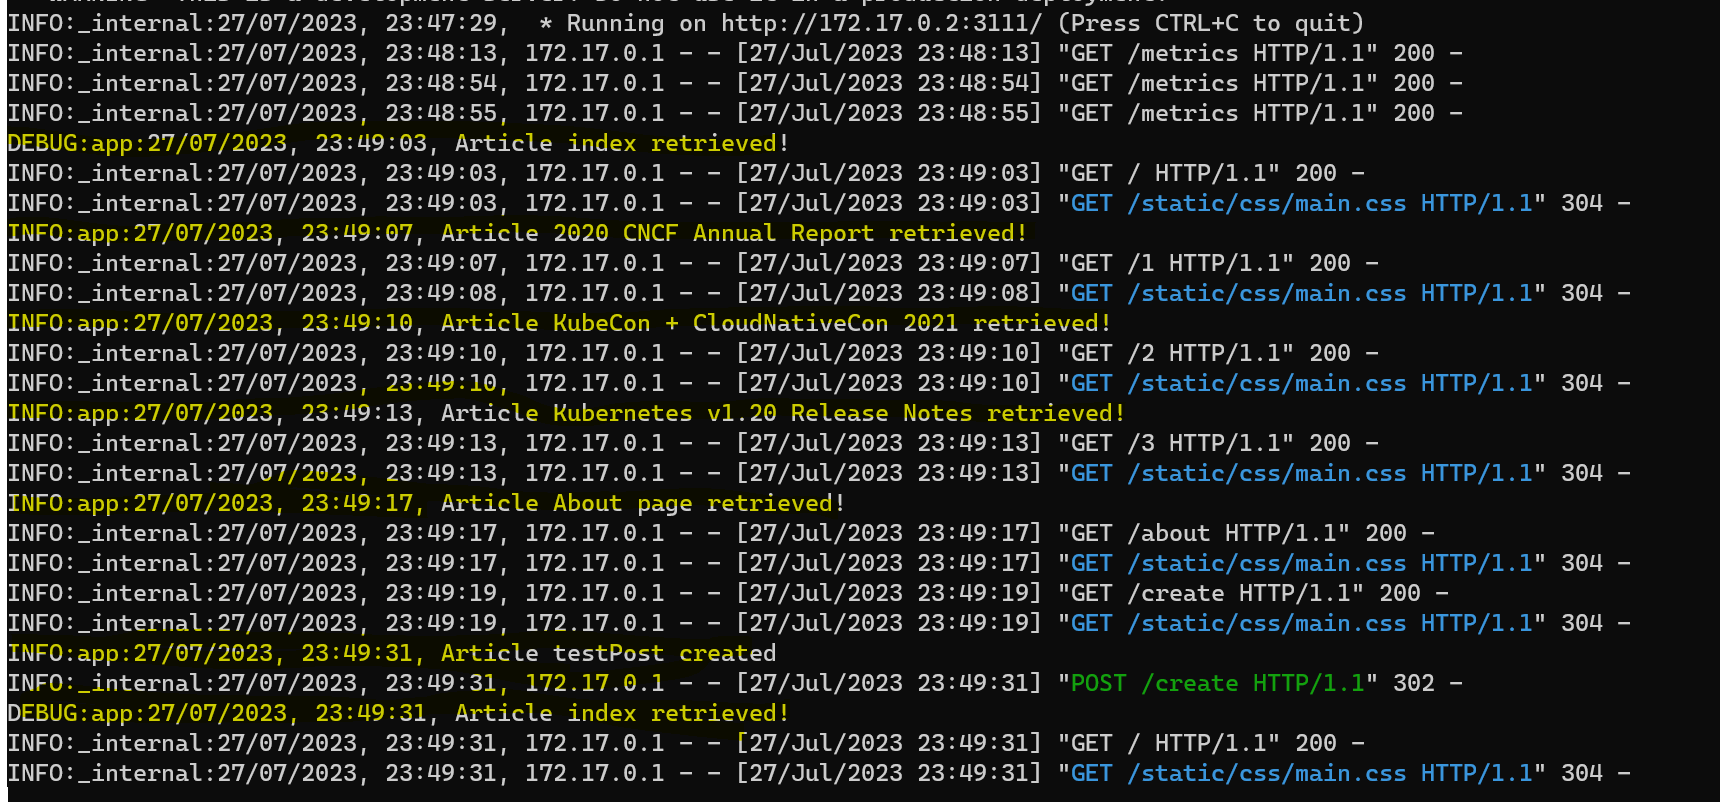 INFO:_internal:27/07/2023, 23:47:29,  * Running on http://172.17.0.2:3111/ (Press CTRL+C to quit)
INFO:_internal:27/07/2023, 23:48:13, 172.17.0.1 - - [27/Jul/2023 23:48:13] "GET /metrics HTTP/1.1" 200 -
INFO:_internal:27/07/2023, 23:48:54, 172.17.0.1 - - [27/Jul/2023 23:48:54] "GET /metrics HTTP/1.1" 200 -
INFO:_internal:27/07/2023, 23:48:55, 172.17.0.1 - - [27/Jul/2023 23:48:55] "GET /metrics HTTP/1.1" 200 -
DEBUG:app:27/07/2023, 23:49:03, Article index retrieved!
INFO:_internal:27/07/2023, 23:49:03, 172.17.0.1 - - [27/Jul/2023 23:49:03] "GET / HTTP/1.1" 200 -
INFO:_internal:27/07/2023, 23:49:03, 172.17.0.1 - - [27/Jul/2023 23:49:03] "GET /static/css/main.css HTTP/1.1" 304 -
INFO:app:27/07/2023, 23:49:07, Article 2020 CNCF Annual Report retrieved!
INFO:_internal:27/07/2023, 23:49:07, 172.17.0.1 - - [27/Jul/2023 23:49:07] "GET /1 HTTP/1.1" 200 -
INFO:_internal:27/07/2023, 23:49:08, 172.17.0.1 - - [27/Jul/2023 23:49:08] "GET /static/css/main.css HTTP/1.1" 304 -
INFO:app:27/07/2023, 23:49:10, Article KubeCon + CloudNativeCon 2021 retrieved!
INFO:_internal:27/07/2023, 23:49:10, 172.17.0.1 - - [27/Jul/2023 23:49:10] "GET /2 HTTP/1.1" 200 -
INFO:_internal:27/07/2023, 23:49:10, 172.17.0.1 - - [27/Jul/2023 23:49:10] "GET /static/css/main.css HTTP/1.1" 304 -
INFO:app:27/07/2023, 23:49:13, Article Kubernetes v1.20 Release Notes retrieved!
INFO:_internal:27/07/2023, 23:49:13, 172.17.0.1 - - [27/Jul/2023 23:49:13] "GET /3 HTTP/1.1" 200 -
INFO:_internal:27/07/2023, 23:49:13, 172.17.0.1 - - [27/Jul/2023 23:49:13] "GET /static/css/main.css HTTP/1.1" 304 -
INFO:app:27/07/2023, 23:49:17, Article About page retrieved!
INFO:_internal:27/07/2023, 23:49:17, 172.17.0.1 - - [27/Jul/2023 23:49:17] "GET /about HTTP/1.1" 200 -
INFO:_internal:27/07/2023, 23:49:17, 172.17.0.1 - - [27/Jul/2023 23:49:17] "GET /static/css/main.css HTTP/1.1" 304 -
INFO:_internal:27/07/2023, 23:49:19, 172.17.0.1 - - [27/Jul/2023 23:49:19] "GET /create HTTP/1.1" 200 -
INFO:_internal:27/07/2023, 23:49:19, 172.17.0.1 - - [27/Jul/2023 23:49:19] "GET /static/css/main.css HTTP/1.1" 304 -
INFO:app:27/07/2023, 23:49:31, Article testPost created
INFO:_internal:27/07/2023, 23:49:31, 172.17.0.1 - - [27/Jul/2023 23:49:31] "POST /create HTTP/1.1" 302 -
DEBUG:app:27/07/2023, 23:49:31, Article index retrieved!
INFO:_internal:27/07/2023, 23:49:31, 172.17.0.1 - - [27/Jul/2023 23:49:31] "GET / HTTP/1.1" 200 -
INFO:_internal:27/07/2023, 23:49:31, 172.17.0.1 - - [27/Jul/2023 23:49:31] "GET /static/css/main.css HTTP/1.1" 304 -